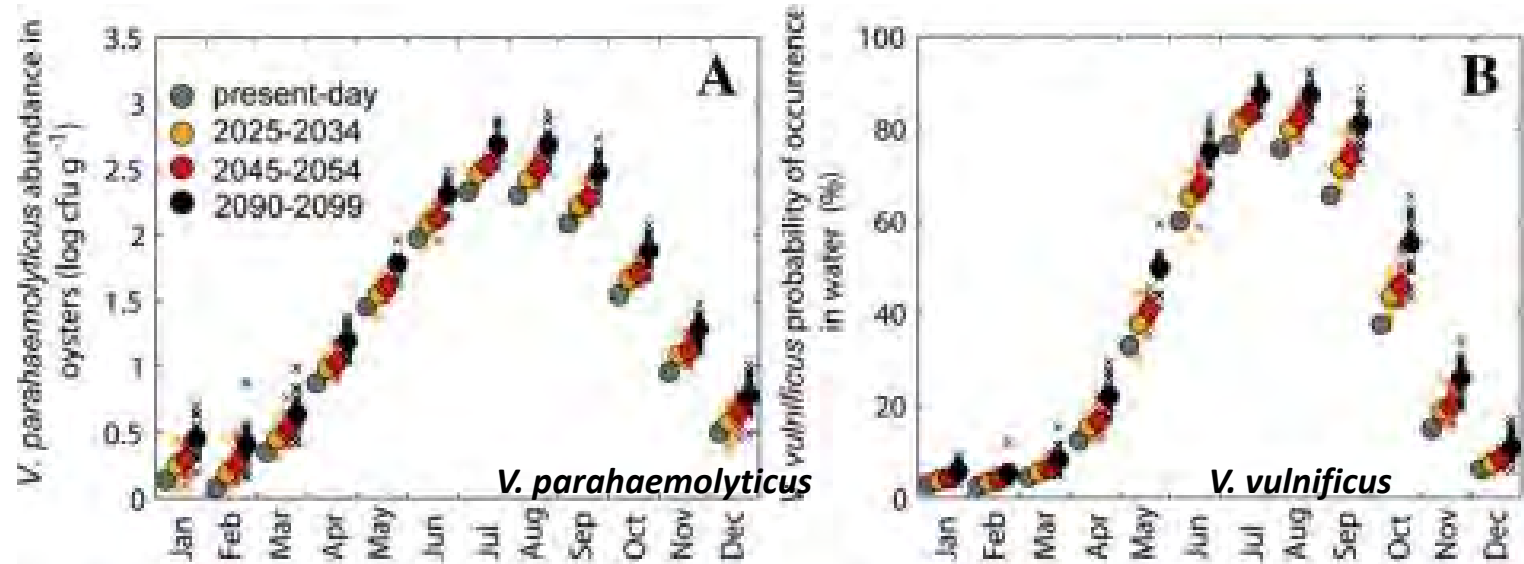 V. parahaemolyticus abundance in
oysters (log cfu g⁻¹)
3.5
3
2.5
2
1.5
1
0.5
0
A
present-day
2025-2034
2045-2054
2090-2099
V. parahaemolyticus
Jan Feb Mar Apr May Jun Jul Aug Sep Oct Nov Dec
vulnificus probability of occurrence
in water (%)
100
80
60
40
20
0
B
V. vulnificus
Jan Feb Mar Apr May Jun Jul Aug Sep Oct Nov Dec